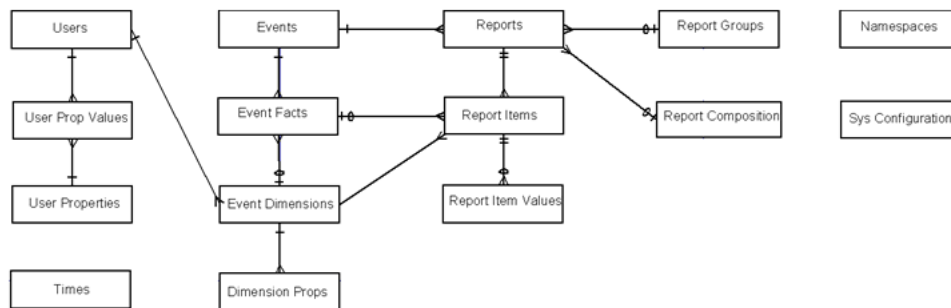 Users
Events
Reports
Report Groups
Namespaces
User Prop Values
Event Facts
Report Items
Report Composition
Sys Configuration
User Properties
Event Dimensions
Report Item Values
Times
Dimension Props